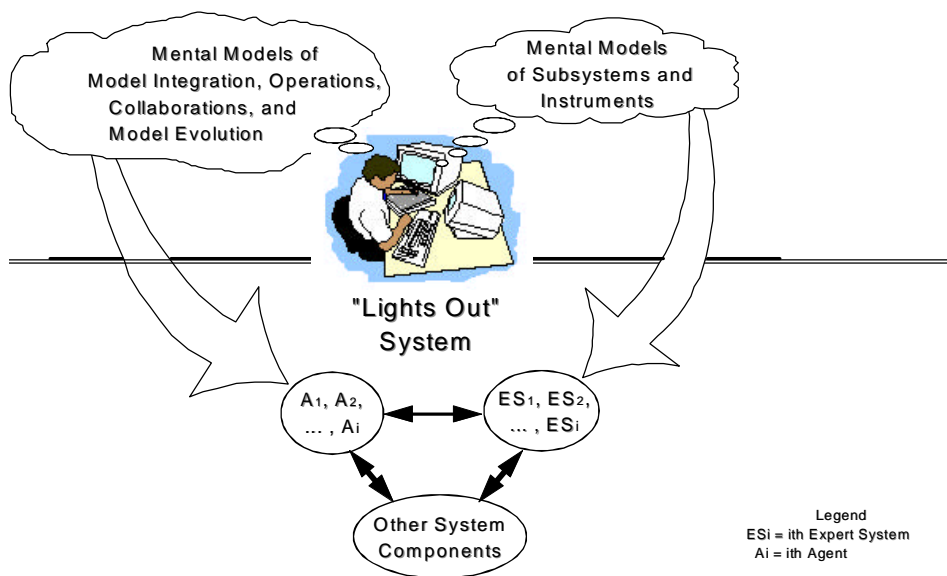 Mental Models of
Model Integration, Operations,
Collaborations, and
Model Evolution
Mental Models
of Subsystems and
Instruments
"Lights Out"
System
A1, A2,
... , Ai
ES1, ES2,
... , ESi
Other System
Components
Legend
ESi = ith Expert System
Ai = ith Agent